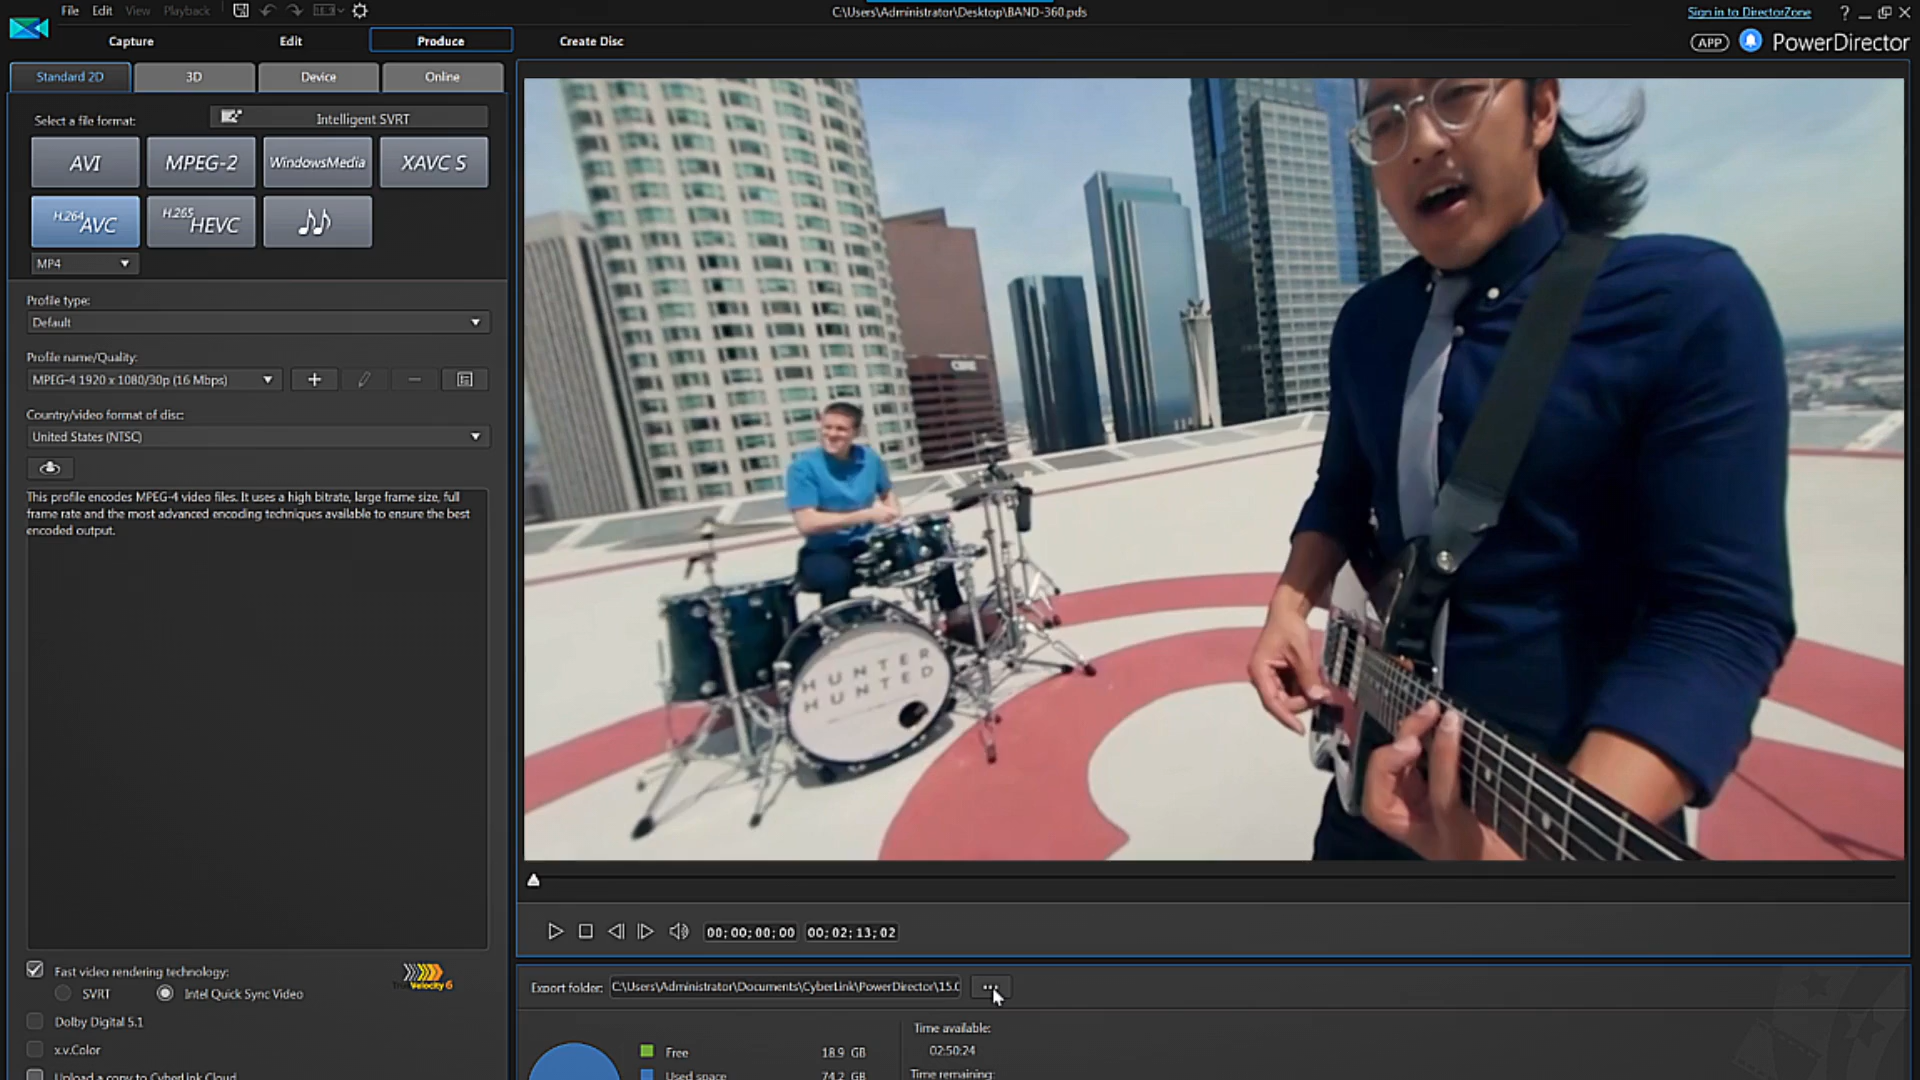 File Edit View Playback
C:\Users\Administrator\Desktop\BAND-360.pds
Sign in to DirectorZone ?
Capture Edit Produce Create Disc
APP PowerDirector
Standard 2D 3D Device Online
Select a file format: Intelligent SVRT
AVI MPEG-2 WindowsMedia XAVC S
H.264 AVC H.265 HEVC
MP4
Profile type:
Default
Profile name/Quality:
MPEG-4 1920 x 1080/30p (16 Mbps)
Country/video format of disc:
United States (NTSC)
This profile encodes MPEG-4 video files. It uses a high bitrate, large frame size, full
frame rate and the most advanced encoding techniques available to ensure the best
encoded output.
Fast video rendering technology:
SVRT Intel Quick Sync Video
Velocity 6
Dolby Digital 5.1
x.v.Color
Upload a copy to CyberLink Cloud
HUNTER
HUNTED
00;00;00;00 00;02;13;02
Export folder: C:\Users\Administrator\Documents\CyberLink\PowerDirector\15.0
Free 18.9 GB
Used space 74.2 GB
Time available:
02:50:24
Time remaining: